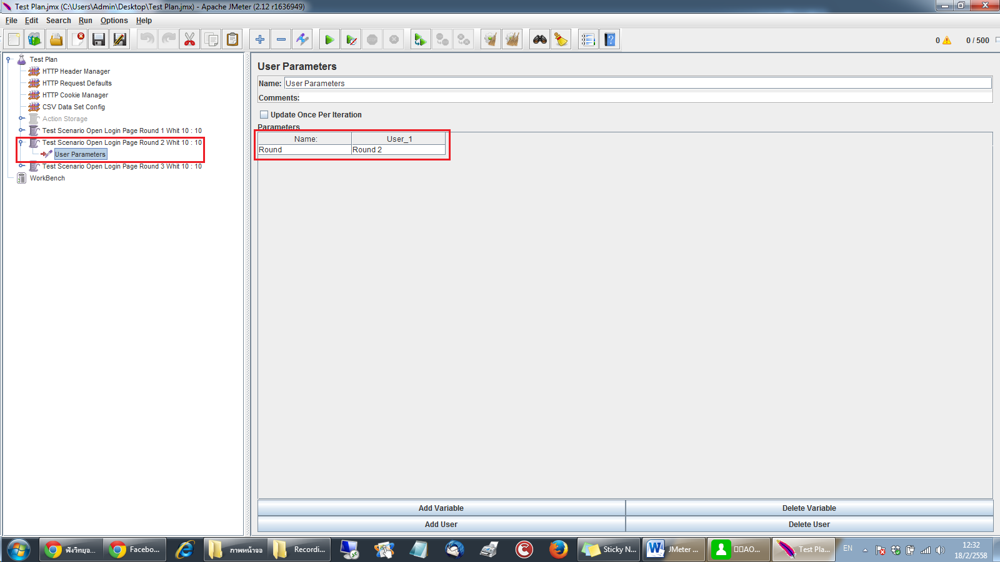 Test Plan.jmx (C:\Users\Admin\Desktop\Test Plan.jmx) - Apache JMeter (2.12 r1636949)
File Edit Search Run Options Help
0 0 / 500
Test Plan
HTTP Header Manager
HTTP Request Defaults
HTTP Cookie Manager
CSV Data Set Config
Action Storage
Test Scenario Open Login Page Round 1 Whit 10 : 10
Test Scenario Open Login Page Round 2 Whit 10 : 10
User Parameters
Test Scenario Open Login Page Round 3 Whit 10 : 10
WorkBench
User Parameters
Name: User Parameters
Comments:
Update Once Per Iteration
Parameters
Name: User_1
Round Round 2
Add Variable Delete Variable
Add User Delete User
ฟังวิทยุอ... Facebo... ภาพหน้าจอ Recordi... Sticky N... JMeter ... AO... Test Pla... EN 12:32
18/2/2558